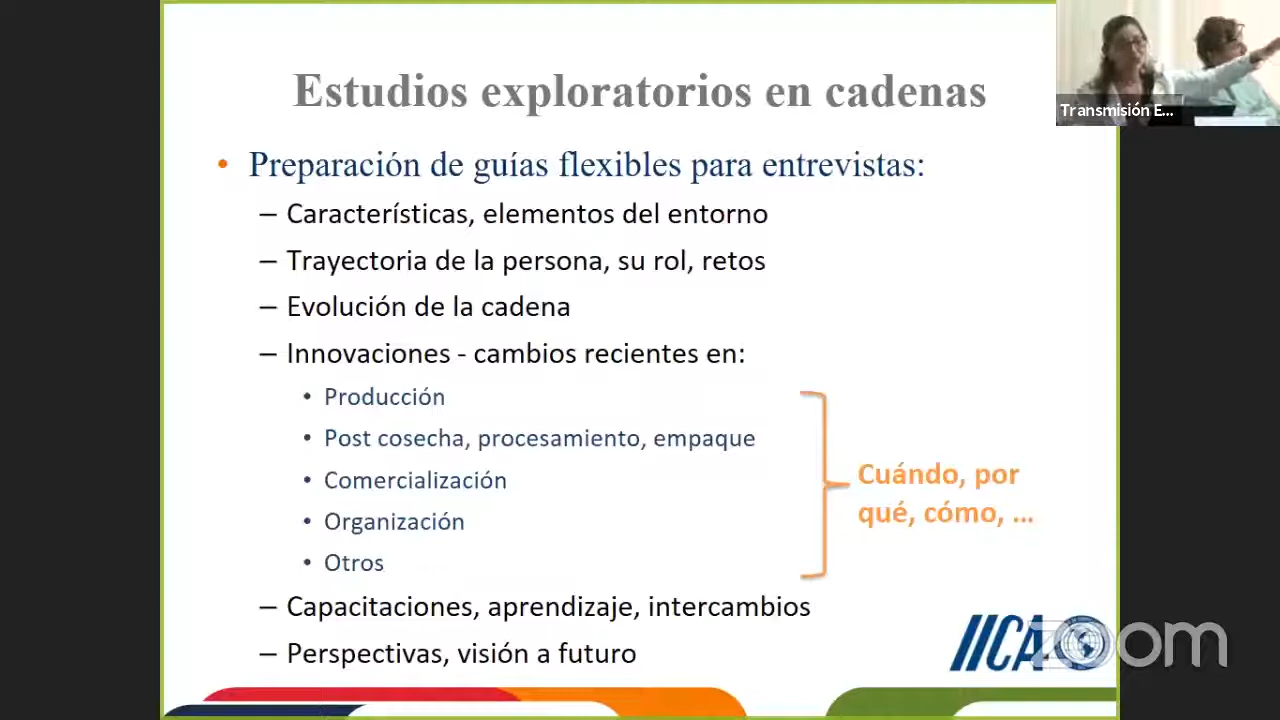 Estudios exploratorios en cadenas
Transmisión E...
• Preparación de guías flexibles para entrevistas:
– Características, elementos del entorno
– Trayectoria de la persona, su rol, retos
– Evolución de la cadena
– Innovaciones - cambios recientes en:
• Producción
• Post cosecha, procesamiento, empaque
• Comercialización
• Organización
• Otros
Cuándo, por
qué, cómo, ...
– Capacitaciones, aprendizaje, intercambios
– Perspectivas, visión a futuro
IICA
zoom